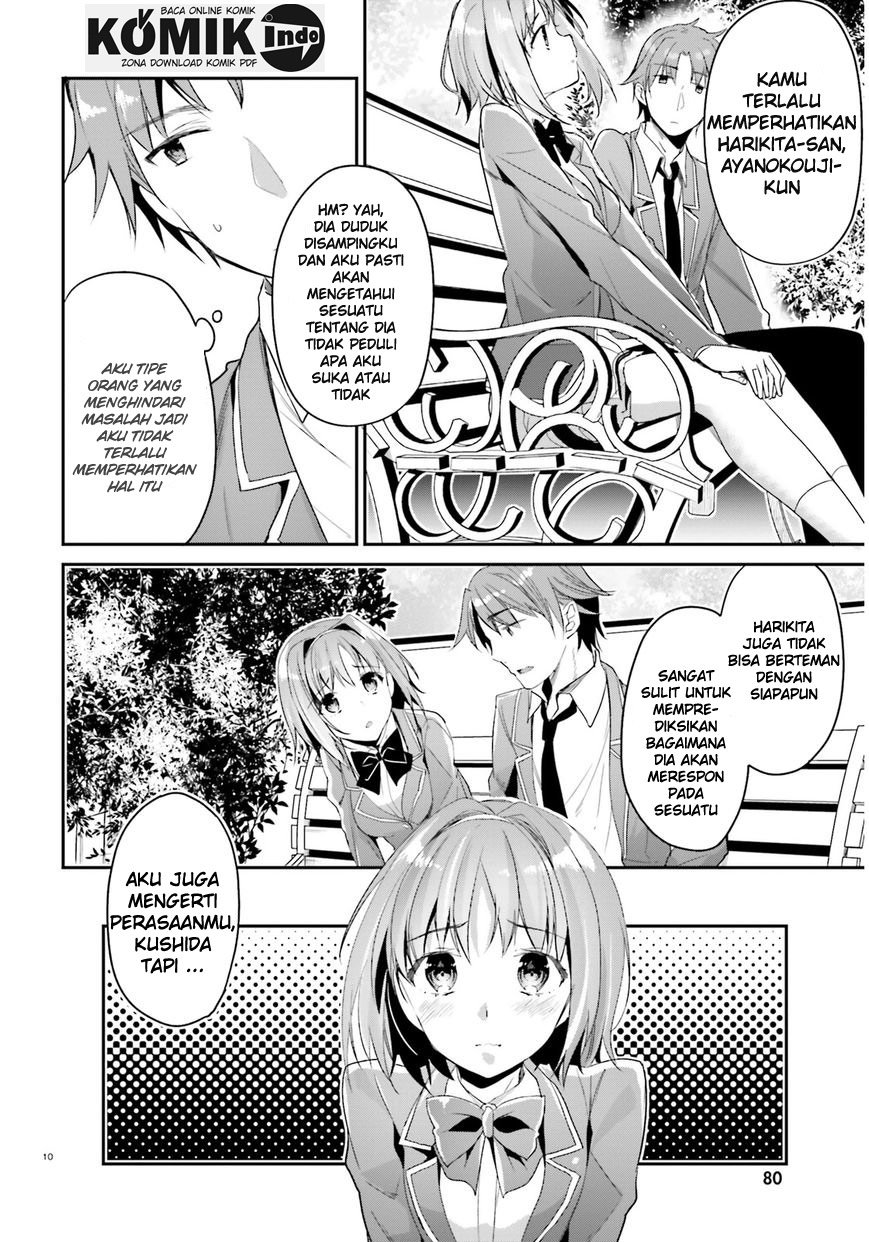 BACA ONLINE KOMIK
KOMIK Indo
ZONA DOWNLOAD KOMIK PDF
KAMU
TERLALU
MEMPERHATIKAN
HARIKITA-SAN,
AYANOKOUJI-
KUN
HM? YAH,
DIA DUDUK
DISAMPINGKU
DAN AKU PASTI
AKAN
MENGETAHUI
SESUATU
TENTANG DIA
TIDAK PEDULI
APA AKU
SUKA ATAU
TIDAK
AKU TIPE
ORANG YANG
MENGHINDARI
MASALAH JADI
AKU TIDAK
TERLALU
MEMPERHATIKAN
HAL ITU
HARIKITA
JUGA TIDAK
BISA BERTEMAN
DENGAN
SIAPAPUN
SANGAT
SULIT UNTUK
MEMPRE-
DIKSIKAN
BAGAIMANA
DIA AKAN
MERESPON
PADA
SESUATU
AKU JUGA
MENGERTI
PERASAANMU,
KUSHIDA
TAPI ...
10
80